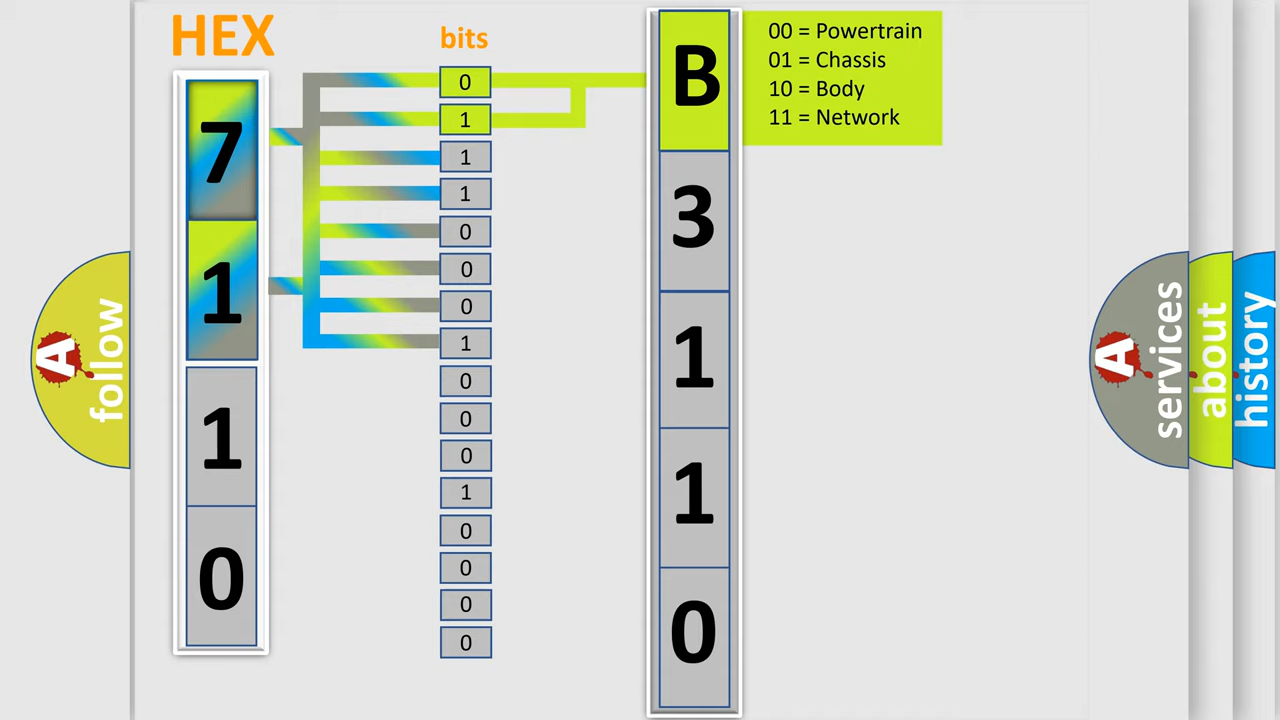 HEX
bits
7
1
1
0
0
1
1
1
0
0
0
1
0
0
0
1
0
0
0
0
B
3
1
1
0
00 = Powertrain
01 = Chassis
10 = Body
11 = Network
A
follow
A
services
about
history